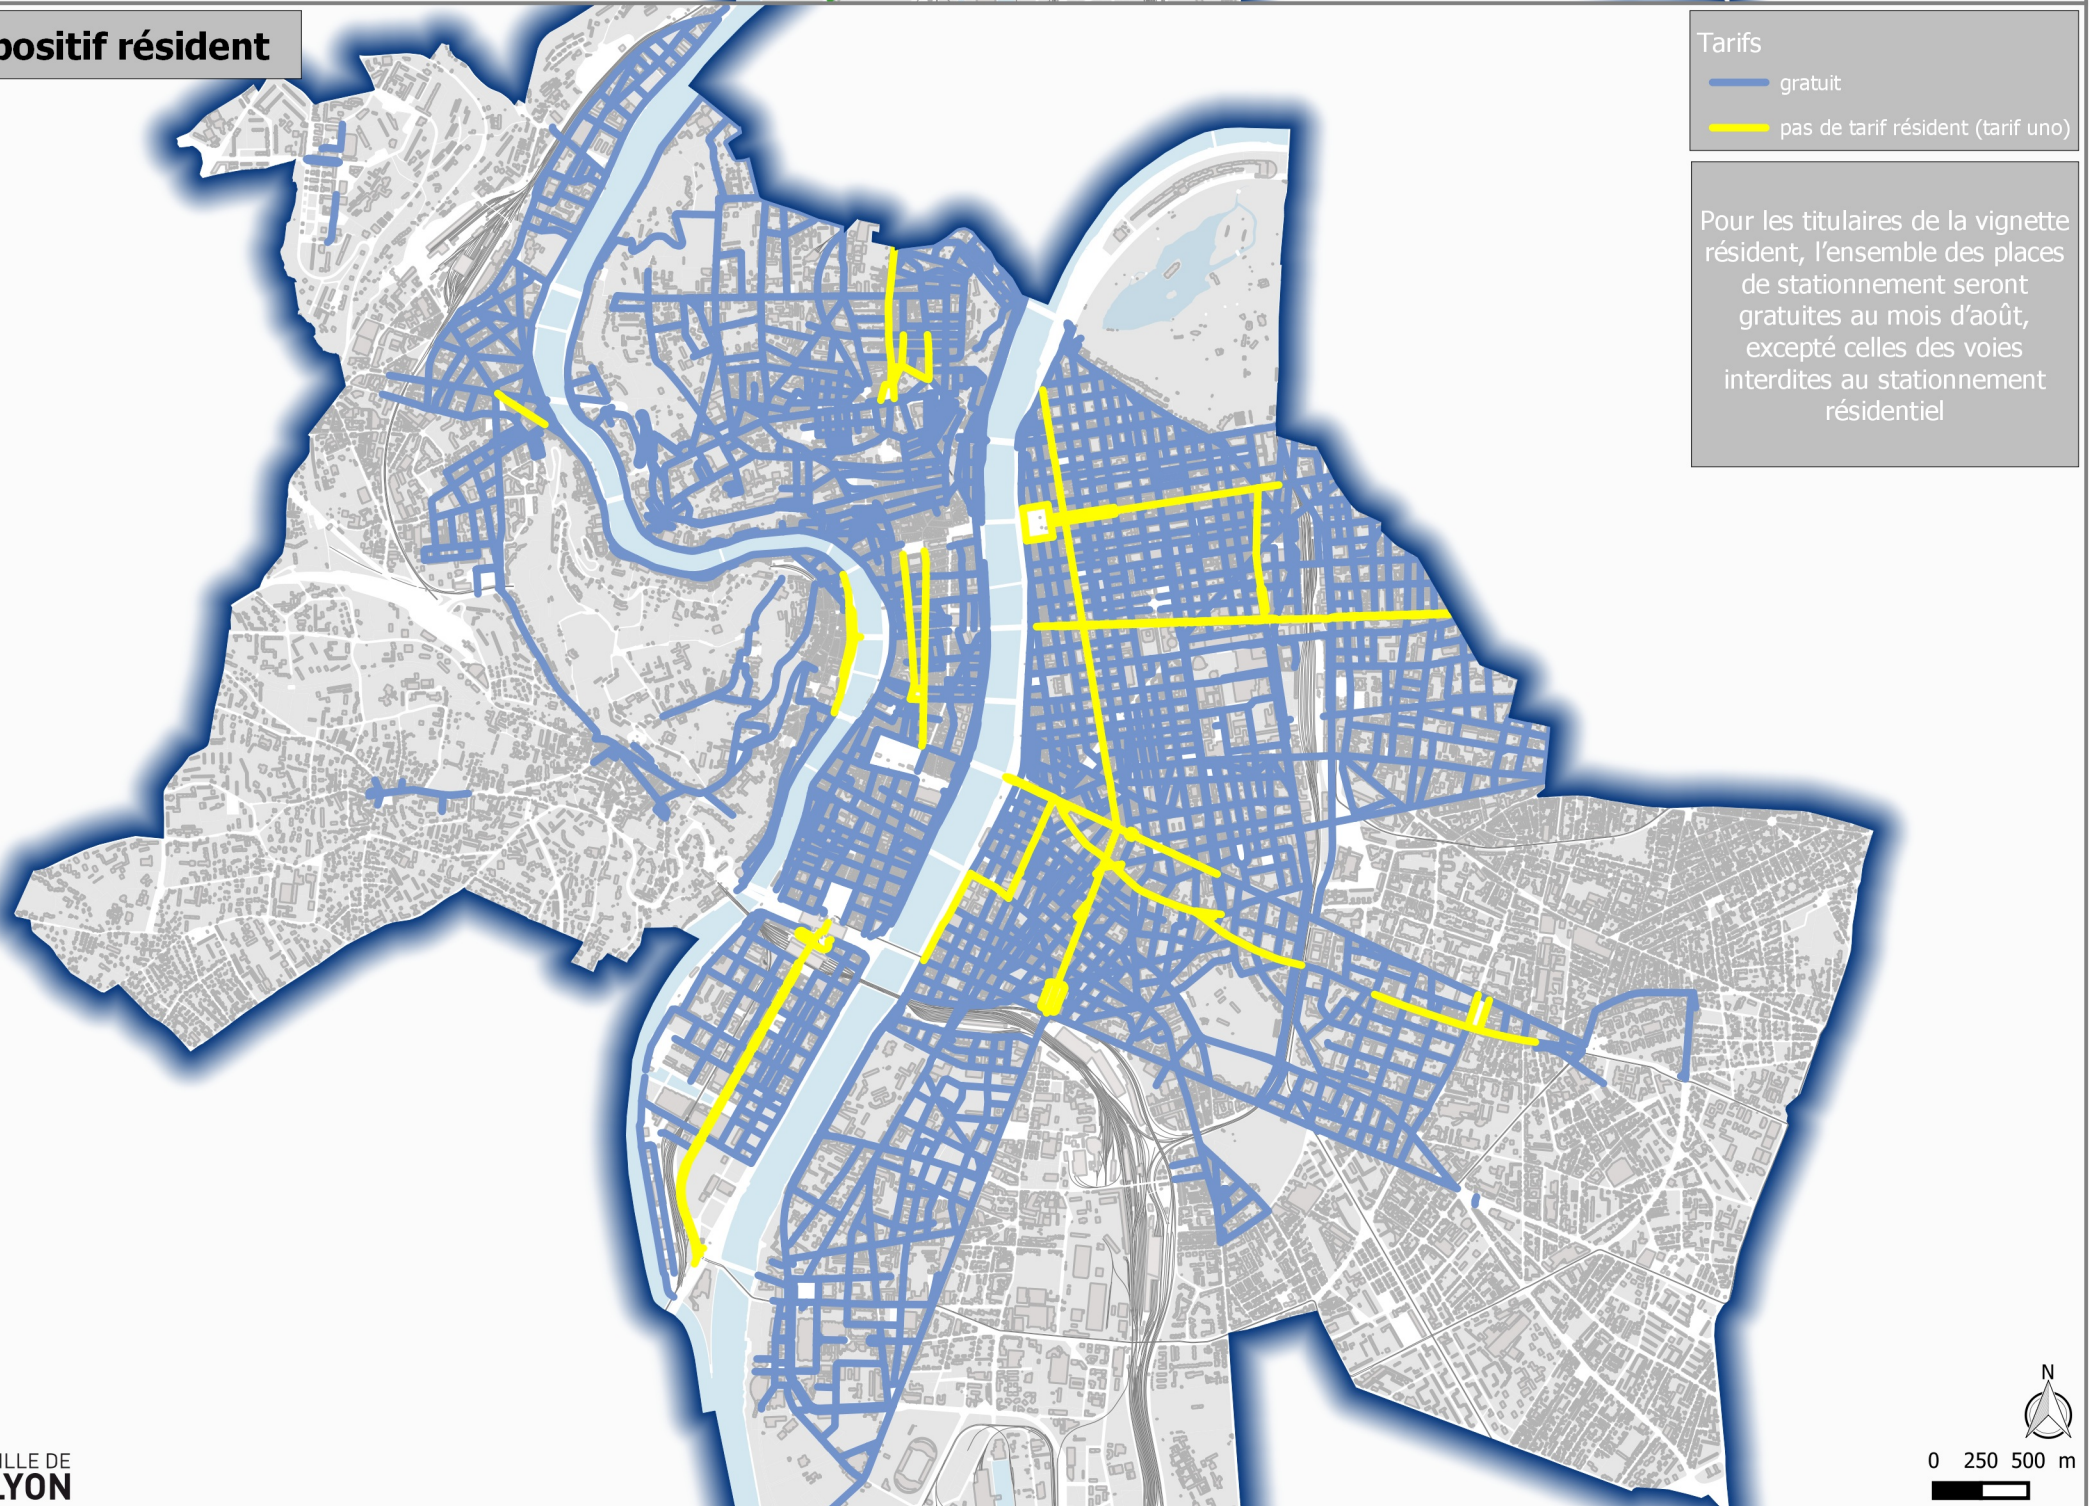 positif résident
Tarifs
gratuit
pas de tarif résident (tarif uno)
Pour les titulaires de la vignette
résident, l'ensemble des places
de stationnement seront
gratuites au mois d'août,
excepté celles des voies
interdites au stationnement
résidentiel
N
0 250 500 m
ILLE DE
LYON